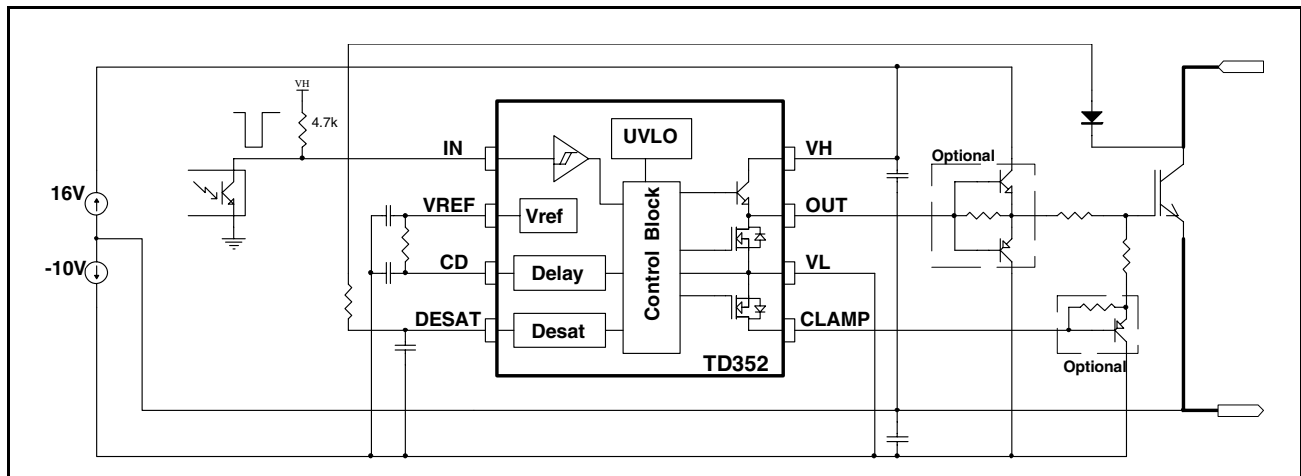 VH
4.7k
IN
UVLO
VH
Optional
16V
VREF
Vref
Control Block
OUT
-10V
CD
Delay
VL
DESAT
Desat
CLAMP
TD352
Optional